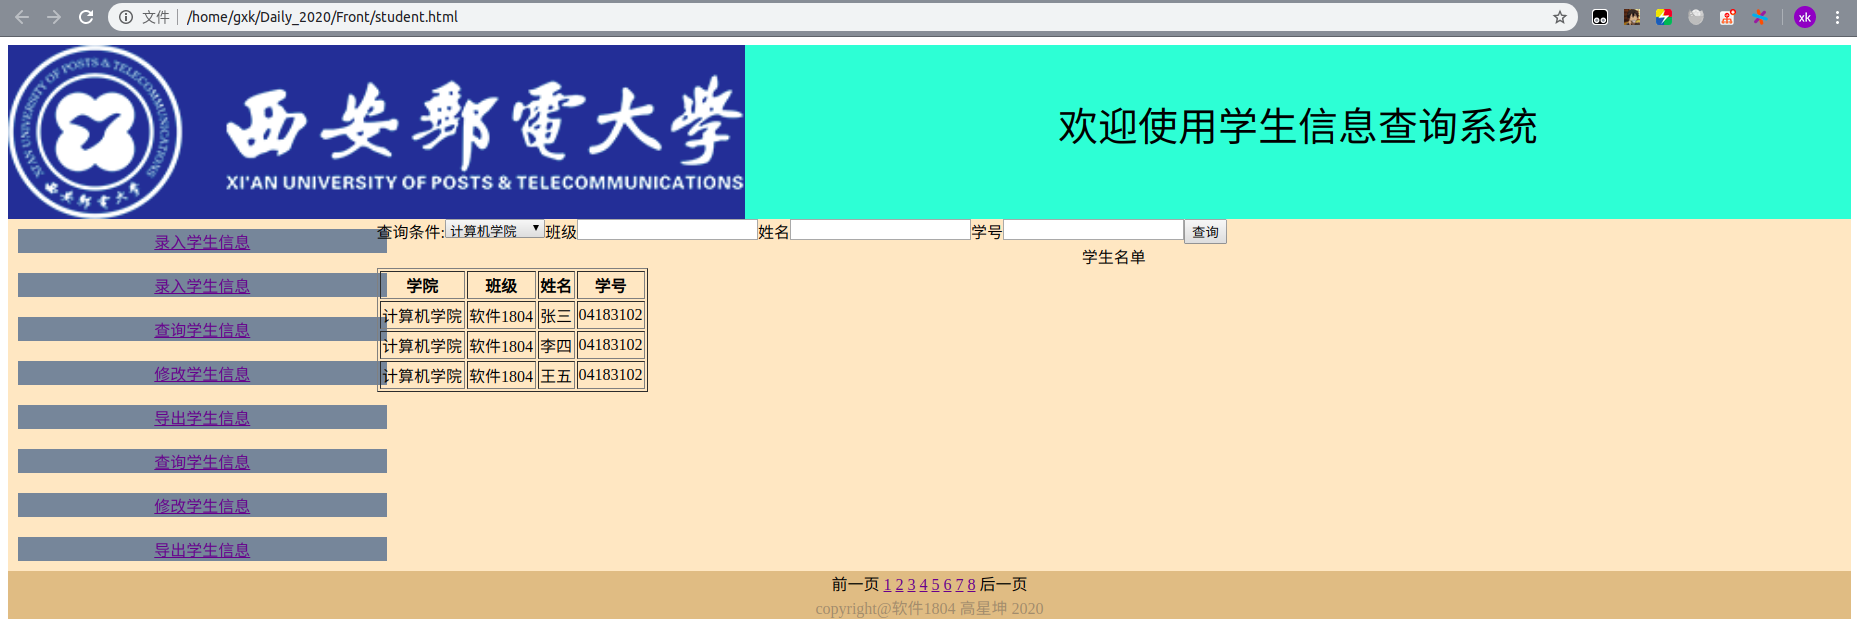 文件 /home/gxk/Daily_2020/Front/student.html xk
XI'AN UNIVERSITY OF POSTS & TELECOMMUNICATIONS
西安郵電大学
西安郵電大學
XI'AN UNIVERSITY OF POSTS & TELECOMMUNICATIONS
欢迎使用学生信息查询系统
查询条件: 计算机学院 班级 姓名 学号 查询
学生名单
录入学生信息
录入学生信息
查询学生信息
修改学生信息
导出学生信息
查询学生信息
修改学生信息
导出学生信息
学院 班级 姓名 学号
计算机学院 软件1804 张三 04183102
计算机学院 软件1804 李四 04183102
计算机学院 软件1804 王五 04183102
前一页 1 2 3 4 5 6 7 8 后一页
copyright@软件1804 高星坤 2020